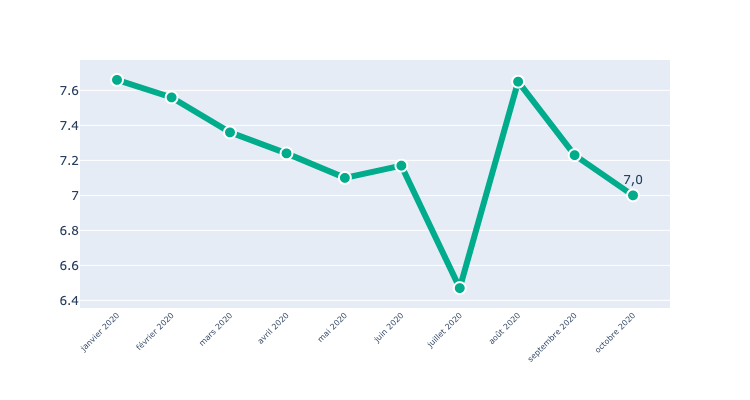 7.6
7.4
7.2
7
6.8
6.6
6.4
7,0
janvier 2020
février 2020
mars 2020
avril 2020
mai 2020
juin 2020
juillet 2020
août 2020
septembre 2020
octobre 2020